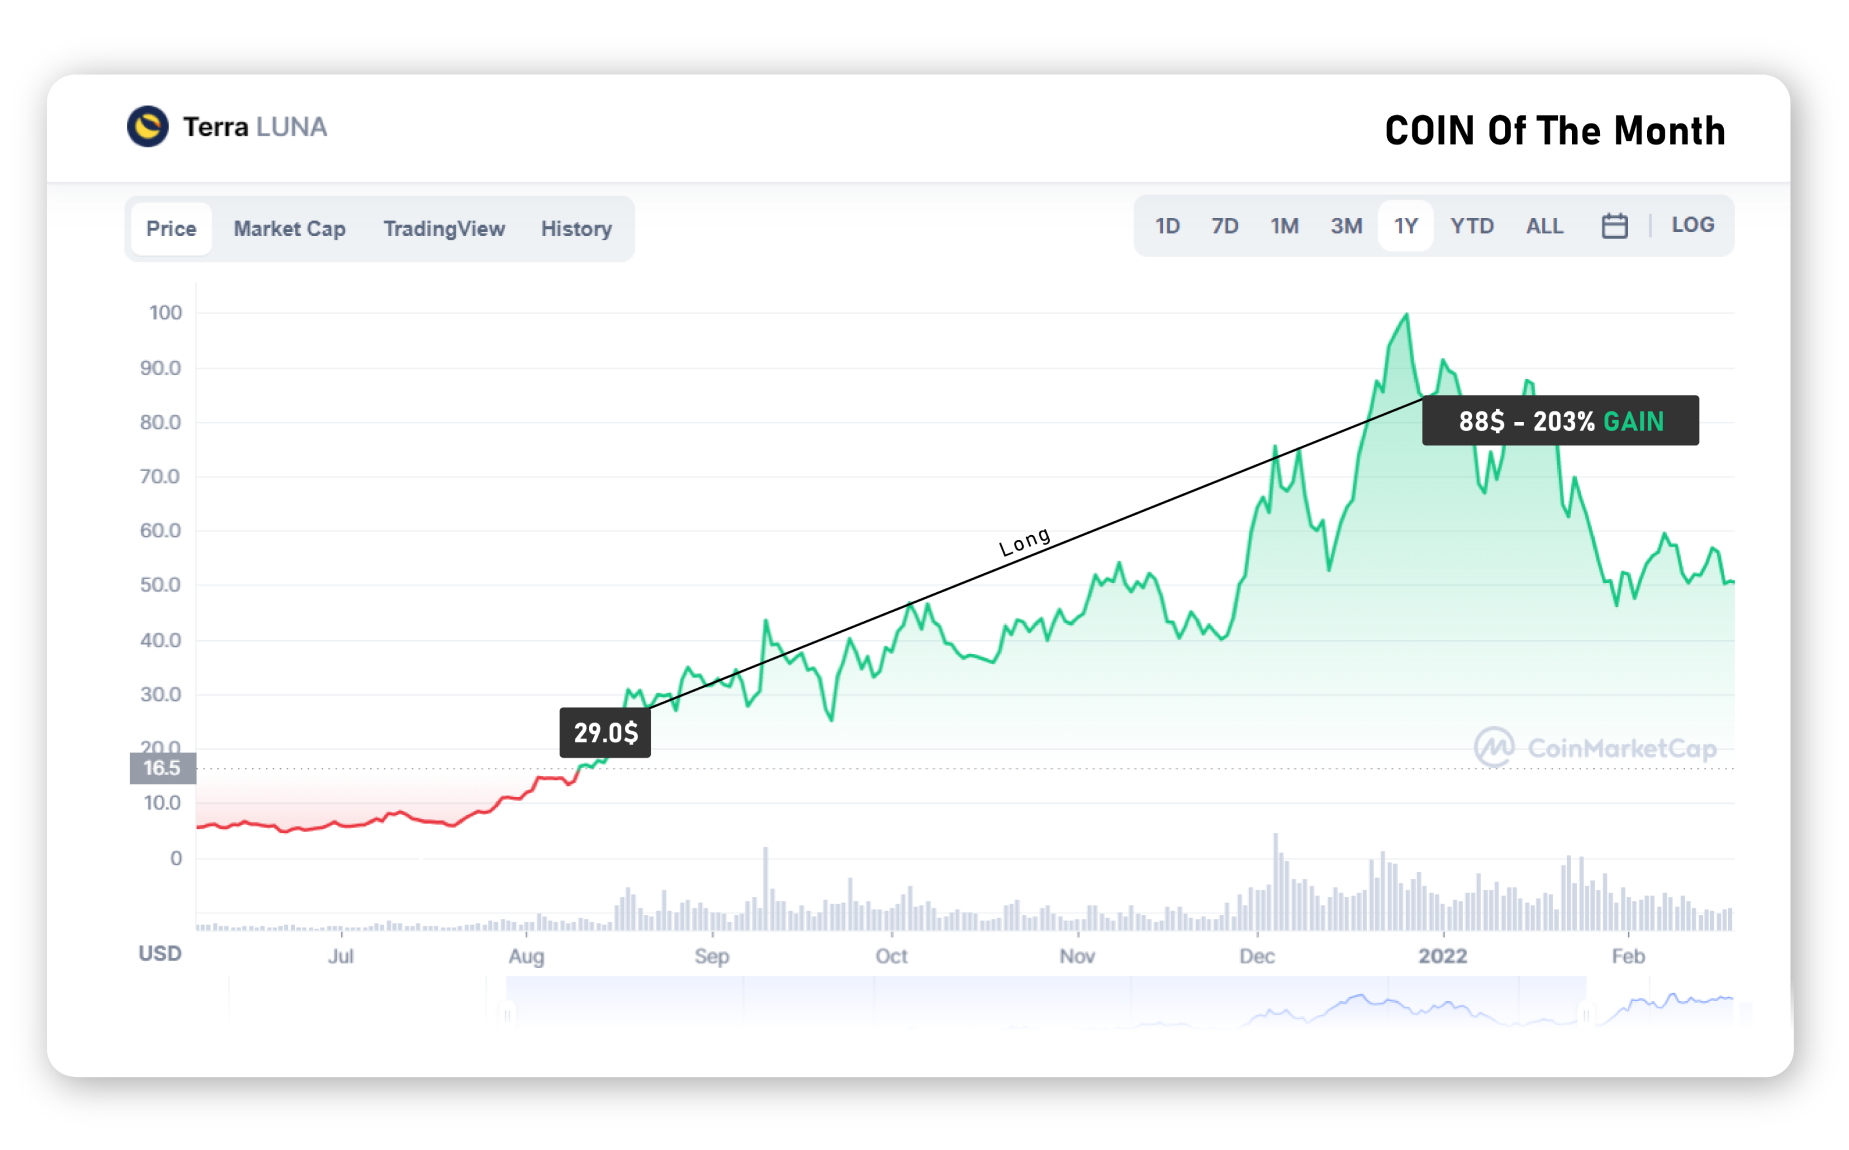 Terra LUNA
COIN Of The Month
Price Market Cap TradingView History
1D 7D 1M 3M 1Y YTD ALL LOG
100
90.0
80.0
88$ - 203% GAIN
70.0
60.0
Long
50.0
40.0
30.0
29.0$
20.0
CoinMarketCap
16.5
10.0
0
USD
Jul Aug Sep Oct Nov Dec 2022 Feb